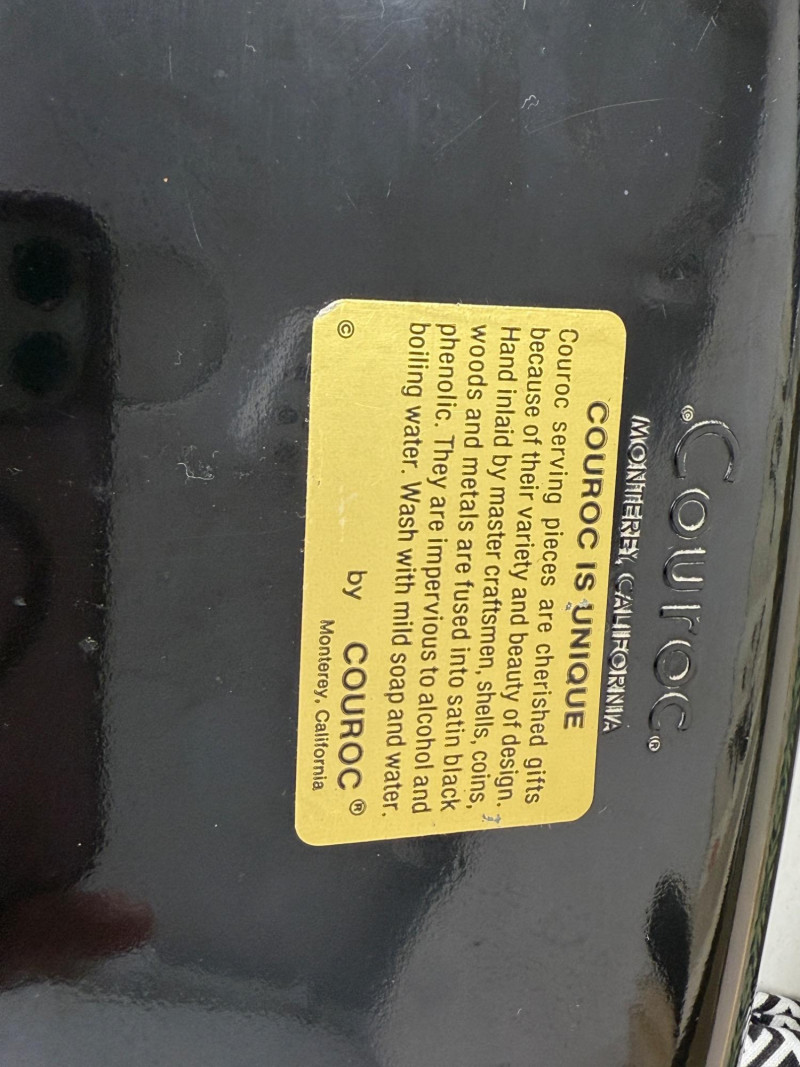 © Couroc®
MONTEREY, CALIFORNIA
COUROC IS UNIQUE
Couroc serving pieces are cherished gifts
because of their variety and beauty of design.
Hand inlaid by master craftsmen, shells, coins,
woods and metals are fused into satin black
phenolic. They are impervious to alcohol and
boiling water. Wash with mild soap and water.
by COUROC®
© Monterey, California